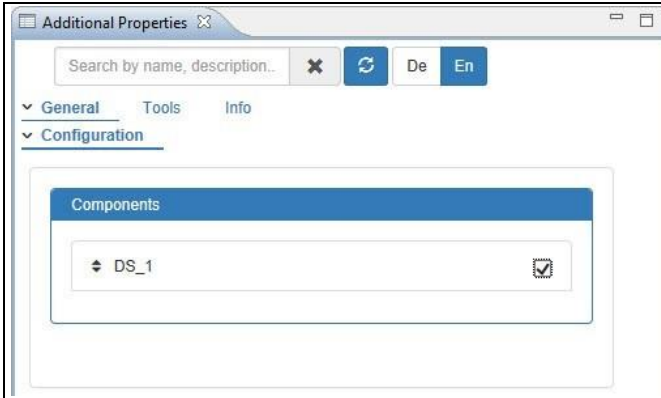 Additional Properties
Search by name, description.. De En
General Tools Info
Configuration
Components
DS_1